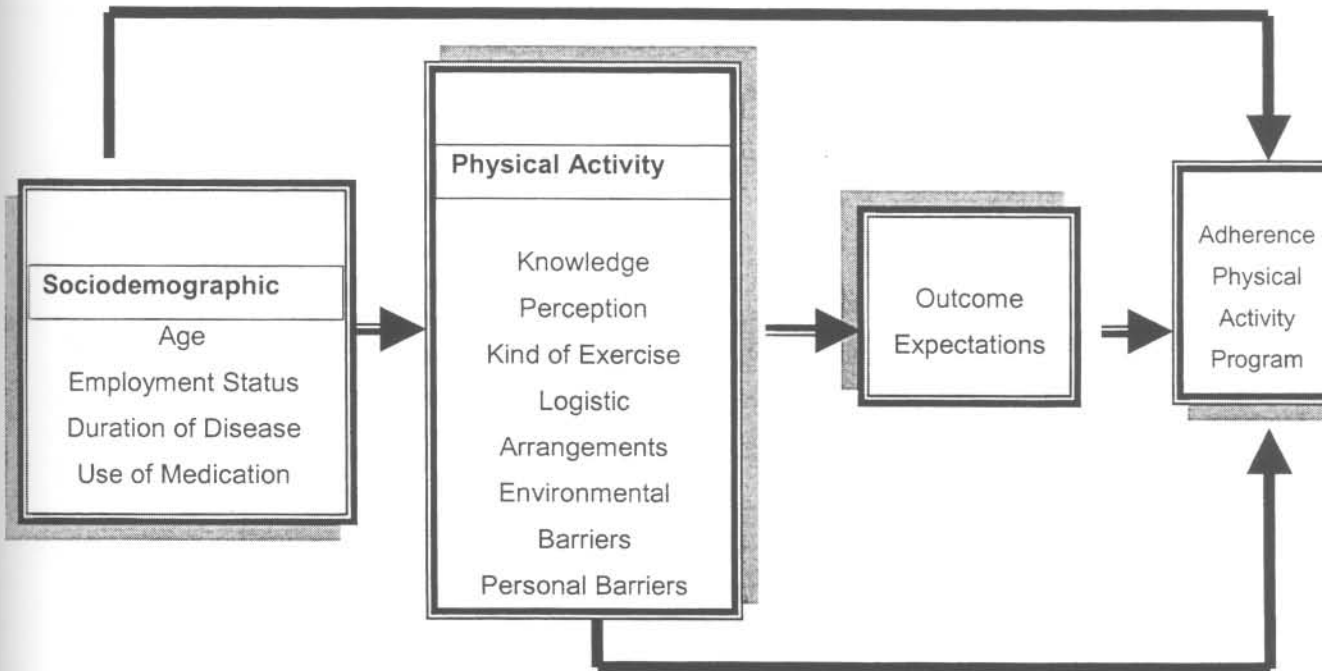 Sociodemographic
Age
Employment Status
Duration of Disease
Use of Medication
Physical Activity
Knowledge
Perception
Kind of Exercise
Logistic
Arrangements
Environmental
Barriers
Personal Barriers
Outcome
Expectations
Adherence
Physical
Activity
Program